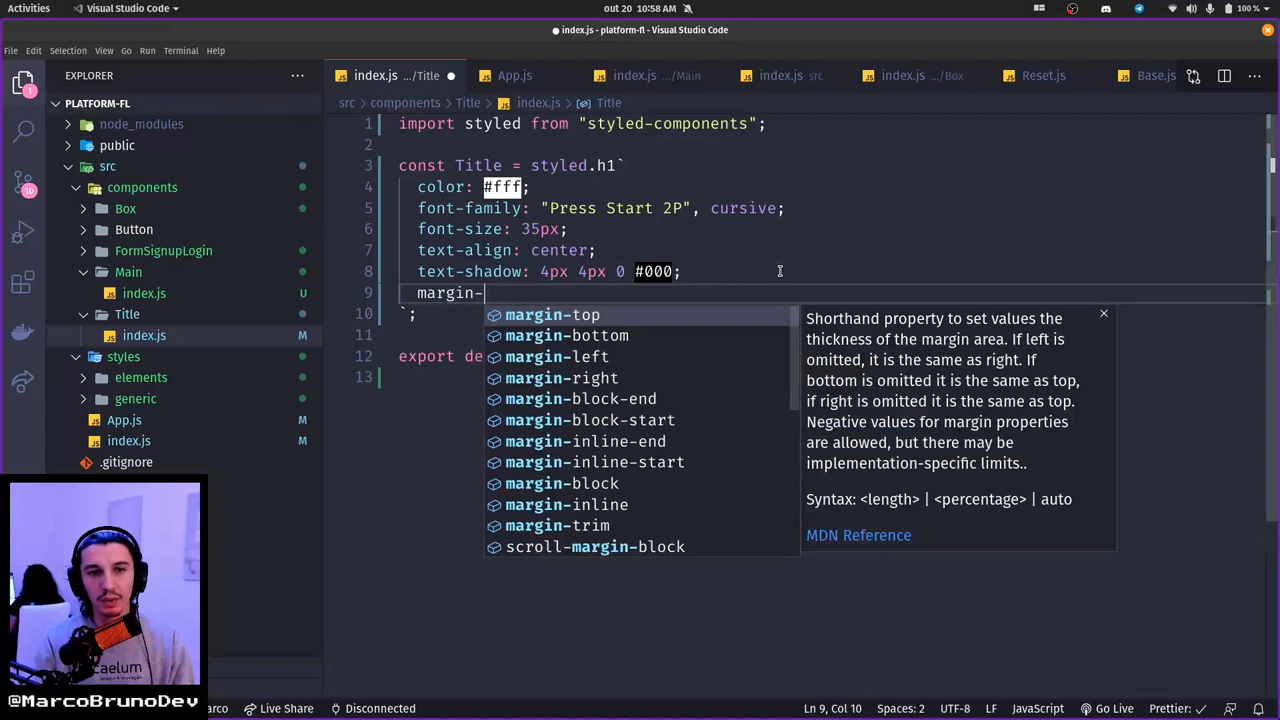 Activities
Visual Studio Code
out 20 10:58 AM
100 %
● index.js - platform-fl - Visual Studio Code
File Edit Selection View Go Run Terminal Help
EXPLORER
index.js .../Title
App.js
index.js .../Main
index.js src
index.js .../Box
Reset.js
Base.js
src > components > Title > index.js > Title
PLATFORM-FL
node_modules
public
src
components
Box
Button
FormSignupLogin
Main
index.js U
Title
index.js M
styles
elements
generic
App.js M
index.js M
.gitignore
1
10
1 import styled from "styled-components";
2
3 const Title = styled.h1`
4 color: #fff;
5 font-family: "Press Start 2P", cursive;
6 font-size: 35px;
7 text-align: center;
8 text-shadow: 4px 4px 0 #000;
9 margin-
10 `;
11
12 export de
13
margin-top
margin-bottom
margin-left
margin-right
margin-block-end
margin-block-start
margin-inline-end
margin-inline-start
margin-block
margin-inline
margin-trim
scroll-margin-block
Shorthand property to set values the
thickness of the margin area. If left is
omitted, it is the same as right. If
bottom is omitted it is the same as top,
if right is omitted it is the same as top.
Negative values for margin properties
are allowed, but there may be
implementation-specific limits..
Syntax: <length> | <percentage> | auto
MDN Reference
caelum
@MarcoBrunoDev
arco
Live Share
Disconnected
Ln 9, Col 10
Spaces: 2
UTF-8
LF
JavaScript
Go Live
Prettier: ✓